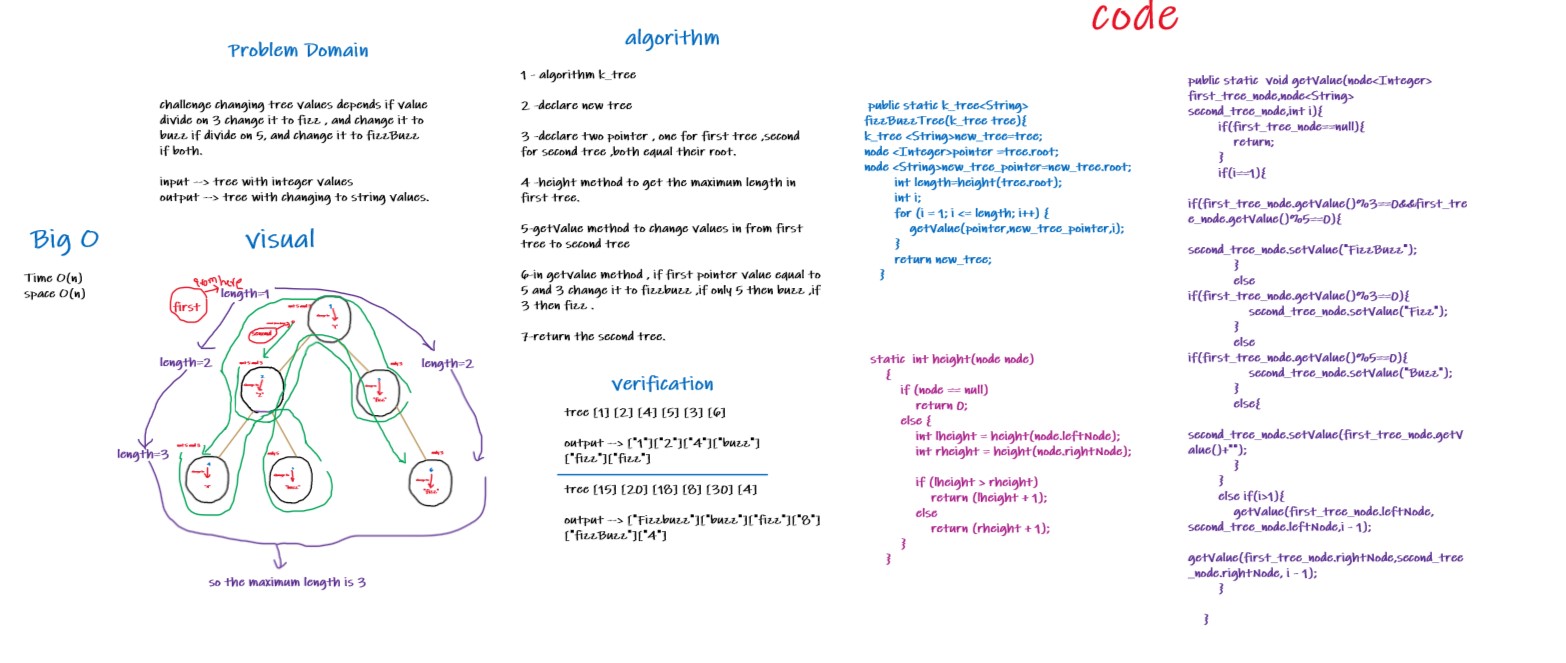 code
Problem Domain
challenge changing tree values depends if value
divide on 3 change it to fizz , and change it to
buzz if divide on 5, and change it to fizzBuzz
if both.
input --> tree with integer values
output --> tree with changing to string values.
Big O
Time O(n)
space O(n)
visual
from here
first
length=1
second
length=2
length=2
length=3
so the maximum length is 3
algorithm
1 - algorithm k_tree
2 -declare new tree
3 -declare two pointer , one for first tree ,second
for second tree ,both equal their root.
4 -height method to get the maximum length in
first tree.
5-getValue method to change values in from first
tree to second tree
6-in getvalue method , if first pointer value equal to
5 and 3 change it to fizzbuzz ,if only 5 then buzz ,if
3 then fizz .
7-return the second tree.
verification
tree [1] [2] [4] [5] [3] [6]
output --> ["1"]["2"]["4"]["buzz"]
["fizz"]["fizz"]
tree [15] [20] [18] [8] [30] [4]
output --> ["Fizzbuzz"]["buzz"]["fizz"]["8"]
["fizzBuzz"]["4"]
public static k_tree<String>
fizzBuzzTree(k_tree tree){
k_tree <String>new_tree=tree;
node <Integer>pointer =tree.root;
node <String>new_tree_pointer=new_tree.root;
int length=height(tree.root);
int i;
for (i = 1; i <= length; i++) {
getValue(pointer,new_tree_pointer,i);
}
return new_tree;
}
static int height(node node)
{
if (node == null)
return 0;
else {
int lheight = height(node.leftNode);
int rheight = height(node.rightNode);
if (lheight > rheight)
return (lheight + 1);
else
return (rheight + 1);
}
}
public static void getValue(node<Integer>
first_tree_node,node<String>
second_tree_node,int i){
if(first_tree_node==null){
return;
}
if(i==1){
if(first_tree_node.getValue()%3==0&&first_tre
e_node.getValue()%5==0){
second_tree_node.setValue("FizzBuzz");
}
else
if(first_tree_node.getValue()%3==0){
second_tree_node.setValue("Fizz");
}
else
if(first_tree_node.getValue()%5==0){
second_tree_node.setValue("Buzz");
}
else{
second_tree_node.setValue(first_tree_node.getV
alue()+"");
}
}
else if(i>1){
getValue(first_tree_node.leftNode,
second_tree_node.leftNode,i - 1);
getValue(first_tree_node.rightNode,second_tree
_node.rightNode, i - 1);
}
}